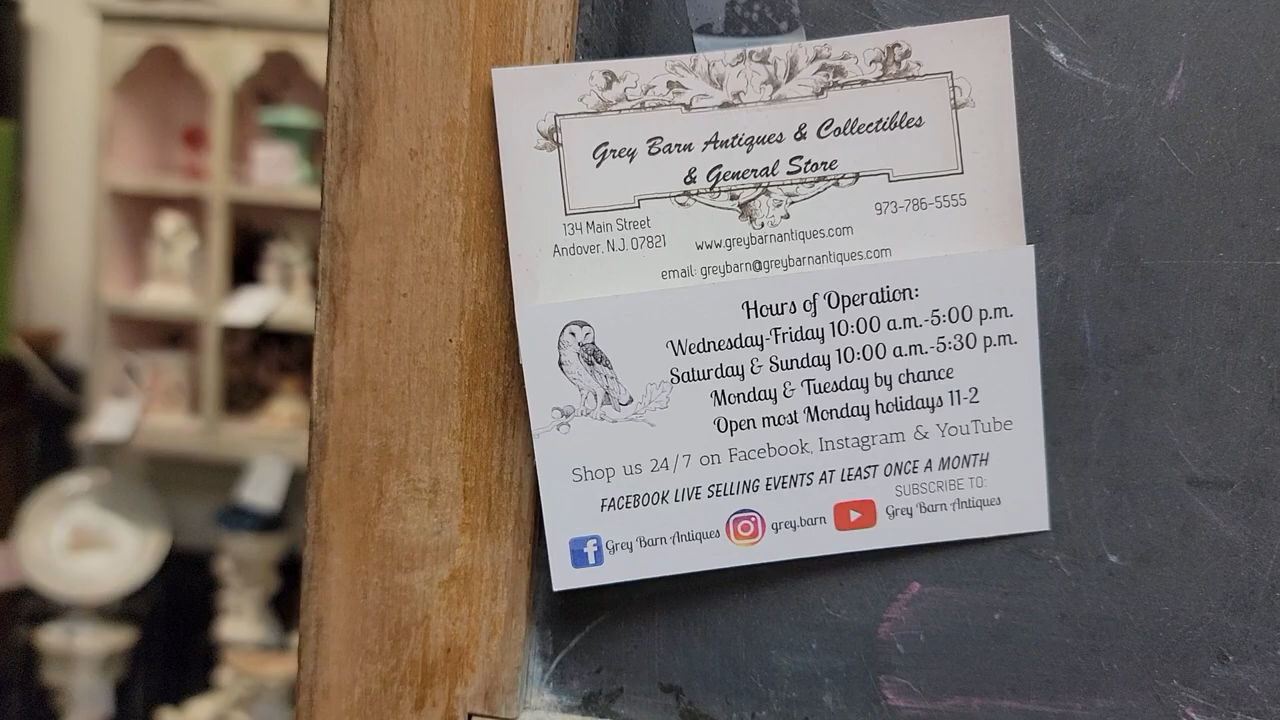 Grey Barn Antiques & Collectibles
& General Store
134 Main Street
Andover, N.J. 07821
973-786-5555
www.greybarnantiques.com
email: greybarn@greybarnantiques.com
Hours of Operation:
Wednesday-Friday 10:00 a.m.-5:00 p.m.
Saturday & Sunday 10:00 a.m.-5:30 p.m.
Monday & Tuesday by chance
Open most Monday holidays 11-2
Shop us 24/7 on Facebook, Instagram & YouTube
FACEBOOK LIVE SELLING EVENTS AT LEAST ONCE A MONTH
SUBSCRIBE TO:
f Grey Barn Antiques grey.barn Grey Barn Antiques